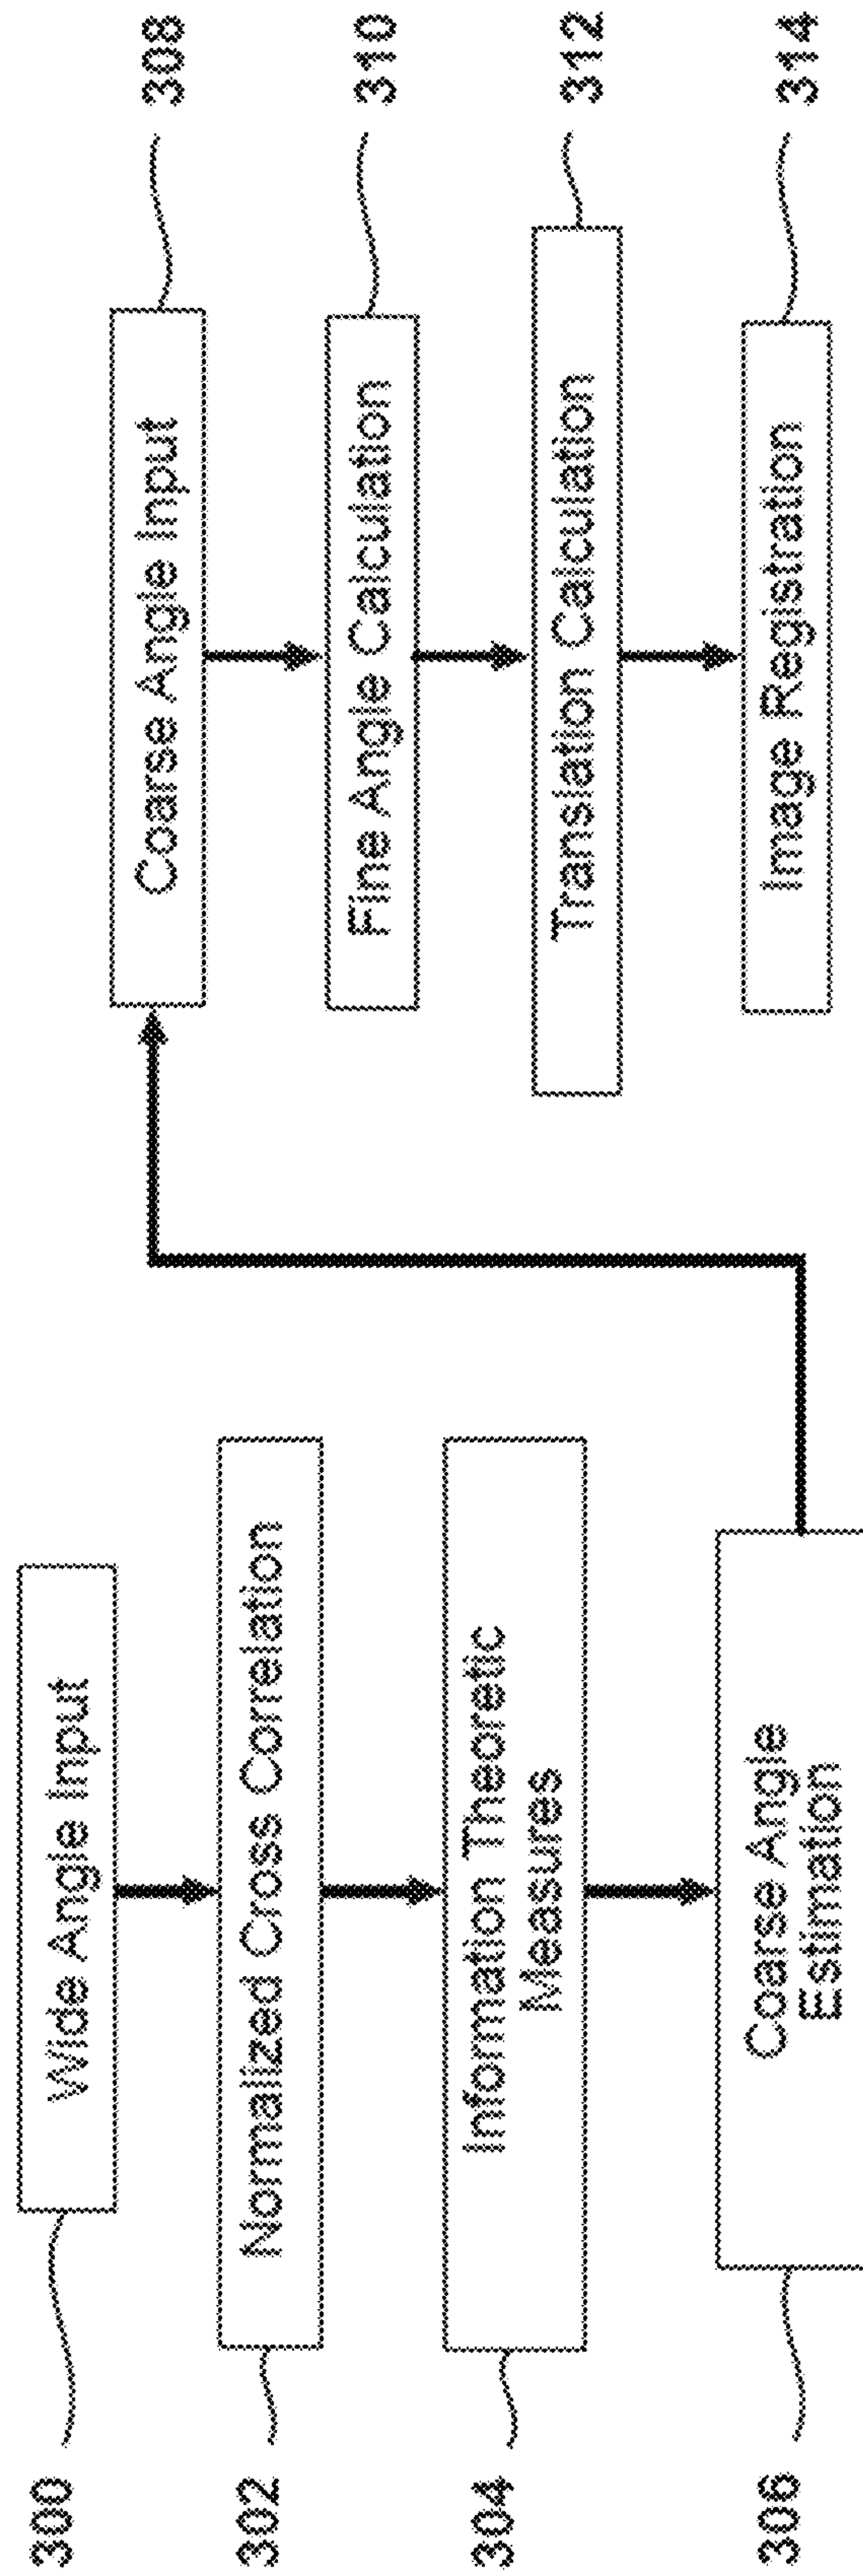 300
Wide Angle Input
302
Normalized Cross Correlation
304
Information Theoretic
Measures
306
Coarse Angle
Estimation
Coarse Angle Input
308
Fine Angle Calculation
310
Translation Calculation
312
Image Registration
314